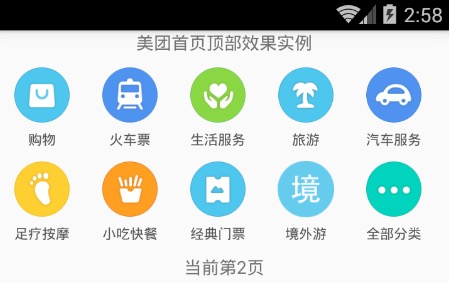 2:58
美团首页顶部效果实例
购物 火车票 生活服务 旅游 汽车服务
境
足疗按摩 小吃快餐 经典门票 境外游 全部分类
当前第2页